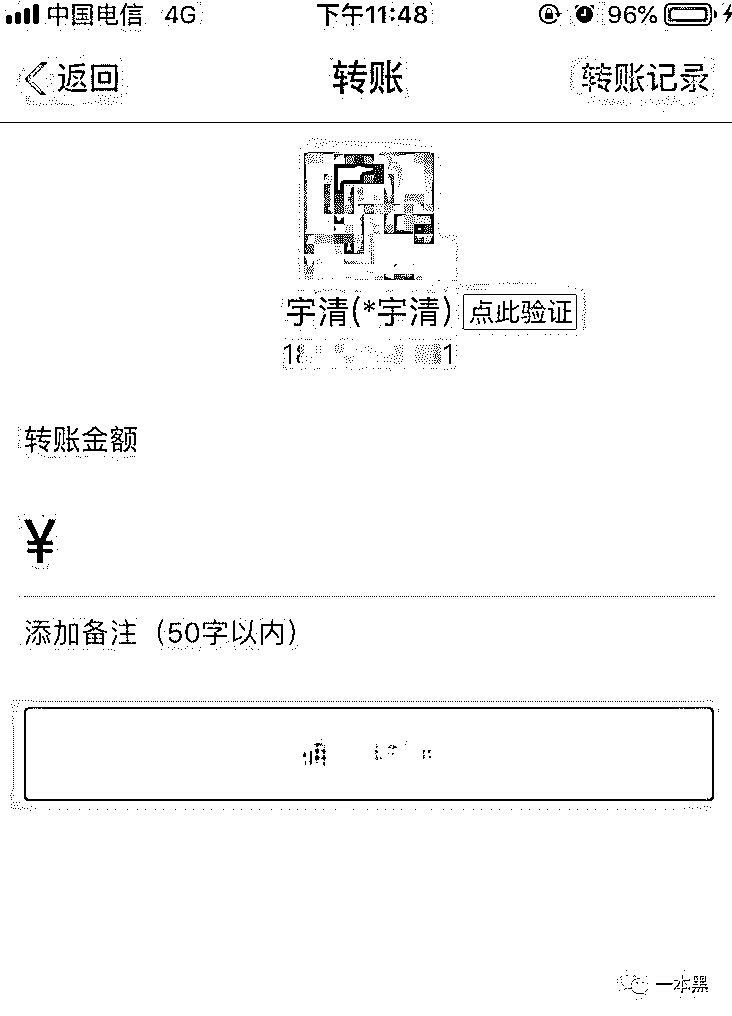 中国电信 4G 下午11:48 96%
返回 转账 转账记录
宇清(*宇清) 点此验证
18 1
转账金额
¥
添加备注（50字以内）
一本黑